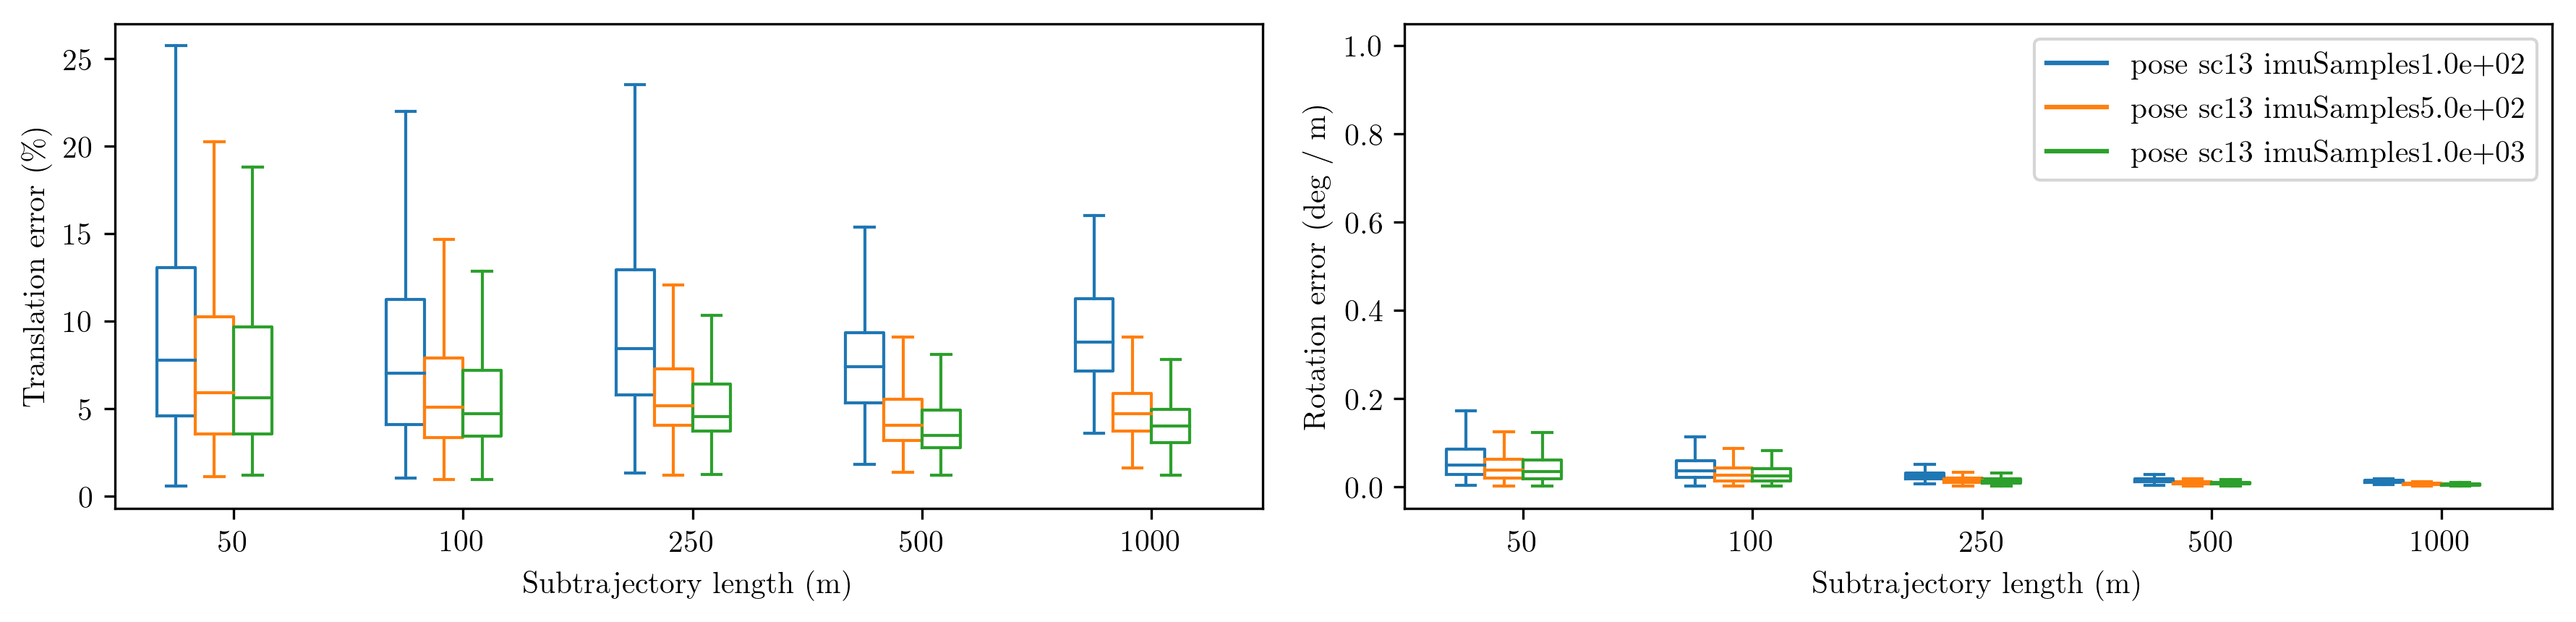 25
20
15
10
5
0
Translation error (%)
50 100 250 500 1000
Subtrajectory length (m)
1.0
0.8
0.6
0.4
0.2
0.0
Rotation error (deg / m)
pose sc13 imuSamples1.0e+02
pose sc13 imuSamples5.0e+02
pose sc13 imuSamples1.0e+03
50 100 250 500 1000
Subtrajectory length (m)